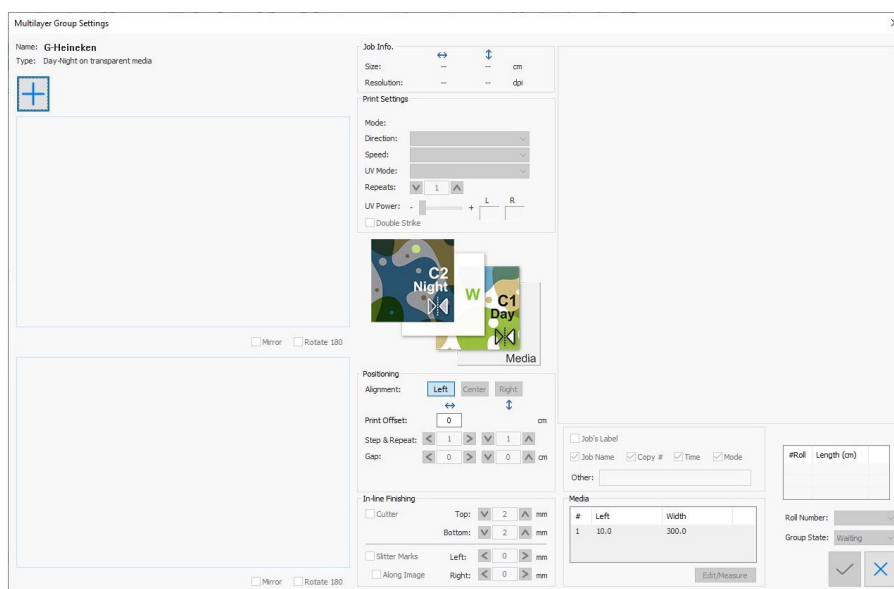 Multilayer Group Settings
Name: G-Heineken
Type: Day-Night on transparent media
Mirror Rotate 180
Mirror Rotate 180
Job Info.
Size: -- -- cm
Resolution: -- -- dpi
Print Settings
Mode:
Direction:
Speed:
UV Mode:
Repeats: 1
UV Power: - + L R
Double Strike
C2
Night
W
C1
Day
Media
Positioning
Alignment: Left Center Right
Print Offset: 0 cm
Step & Repeat: 1 1
Gap: 0 0 cm
In-line Finishing
Cutter Top: 2 mm
Bottom: 2 mm
Slitter Marks Left: 0 mm
Along Image Right: 0 mm
Job's Label
Job Name Copy # Time Mode
Other:
Media
# Left Width
1 10.0 300.0
Edit/Measure
#Roll Length (cm)
Roll Number:
Group State: Waiting